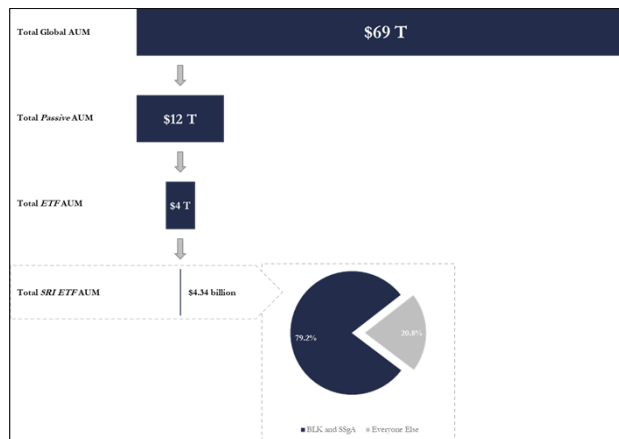 Total Global AUM
$69 T
Total Passive AUM
$12 T
Total ETF AUM
$4 T
Total SRI ETF AUM
$4.34 billion
79.2%
20.8%
BLK and SSgA
Everyone Else